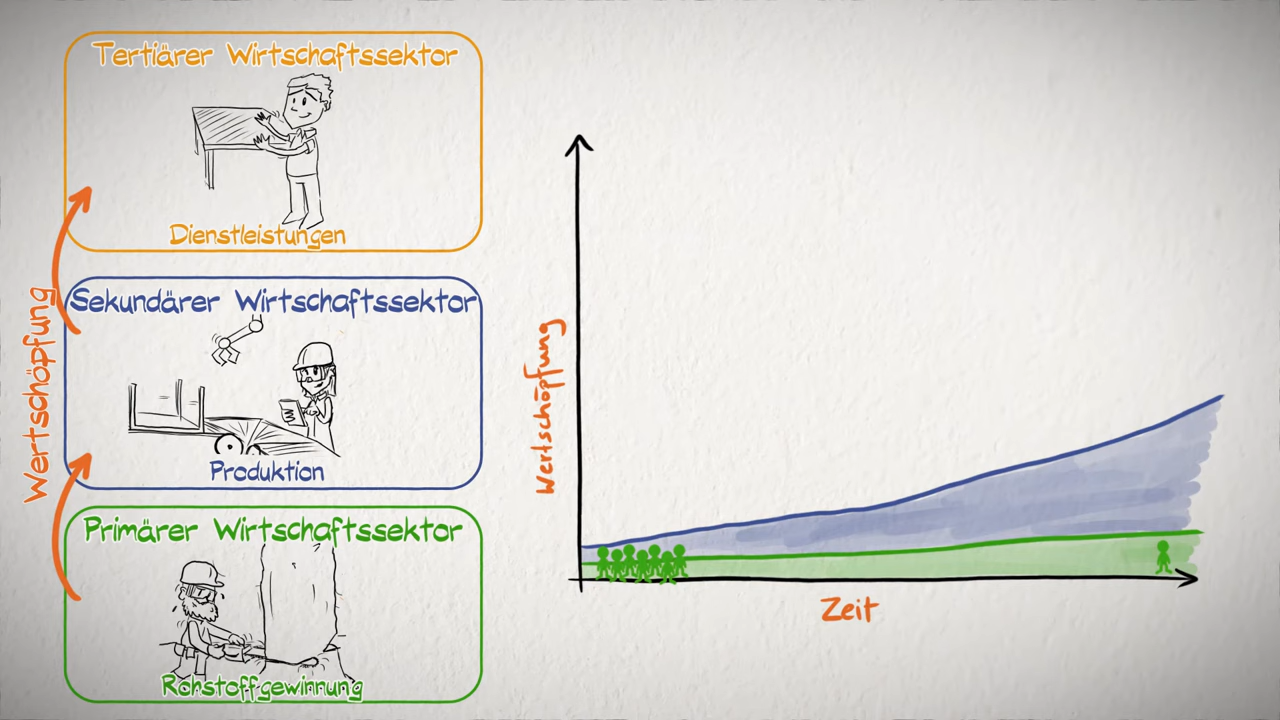 Tertiärer Wirtschaftssektor
Dienstleistungen
Wertschöpfung
Sekundärer Wirtschaftssektor
Produktion
Primärer Wirtschaftssektor
Rohstoffgewinnung
Wertschöpfung
Zeit